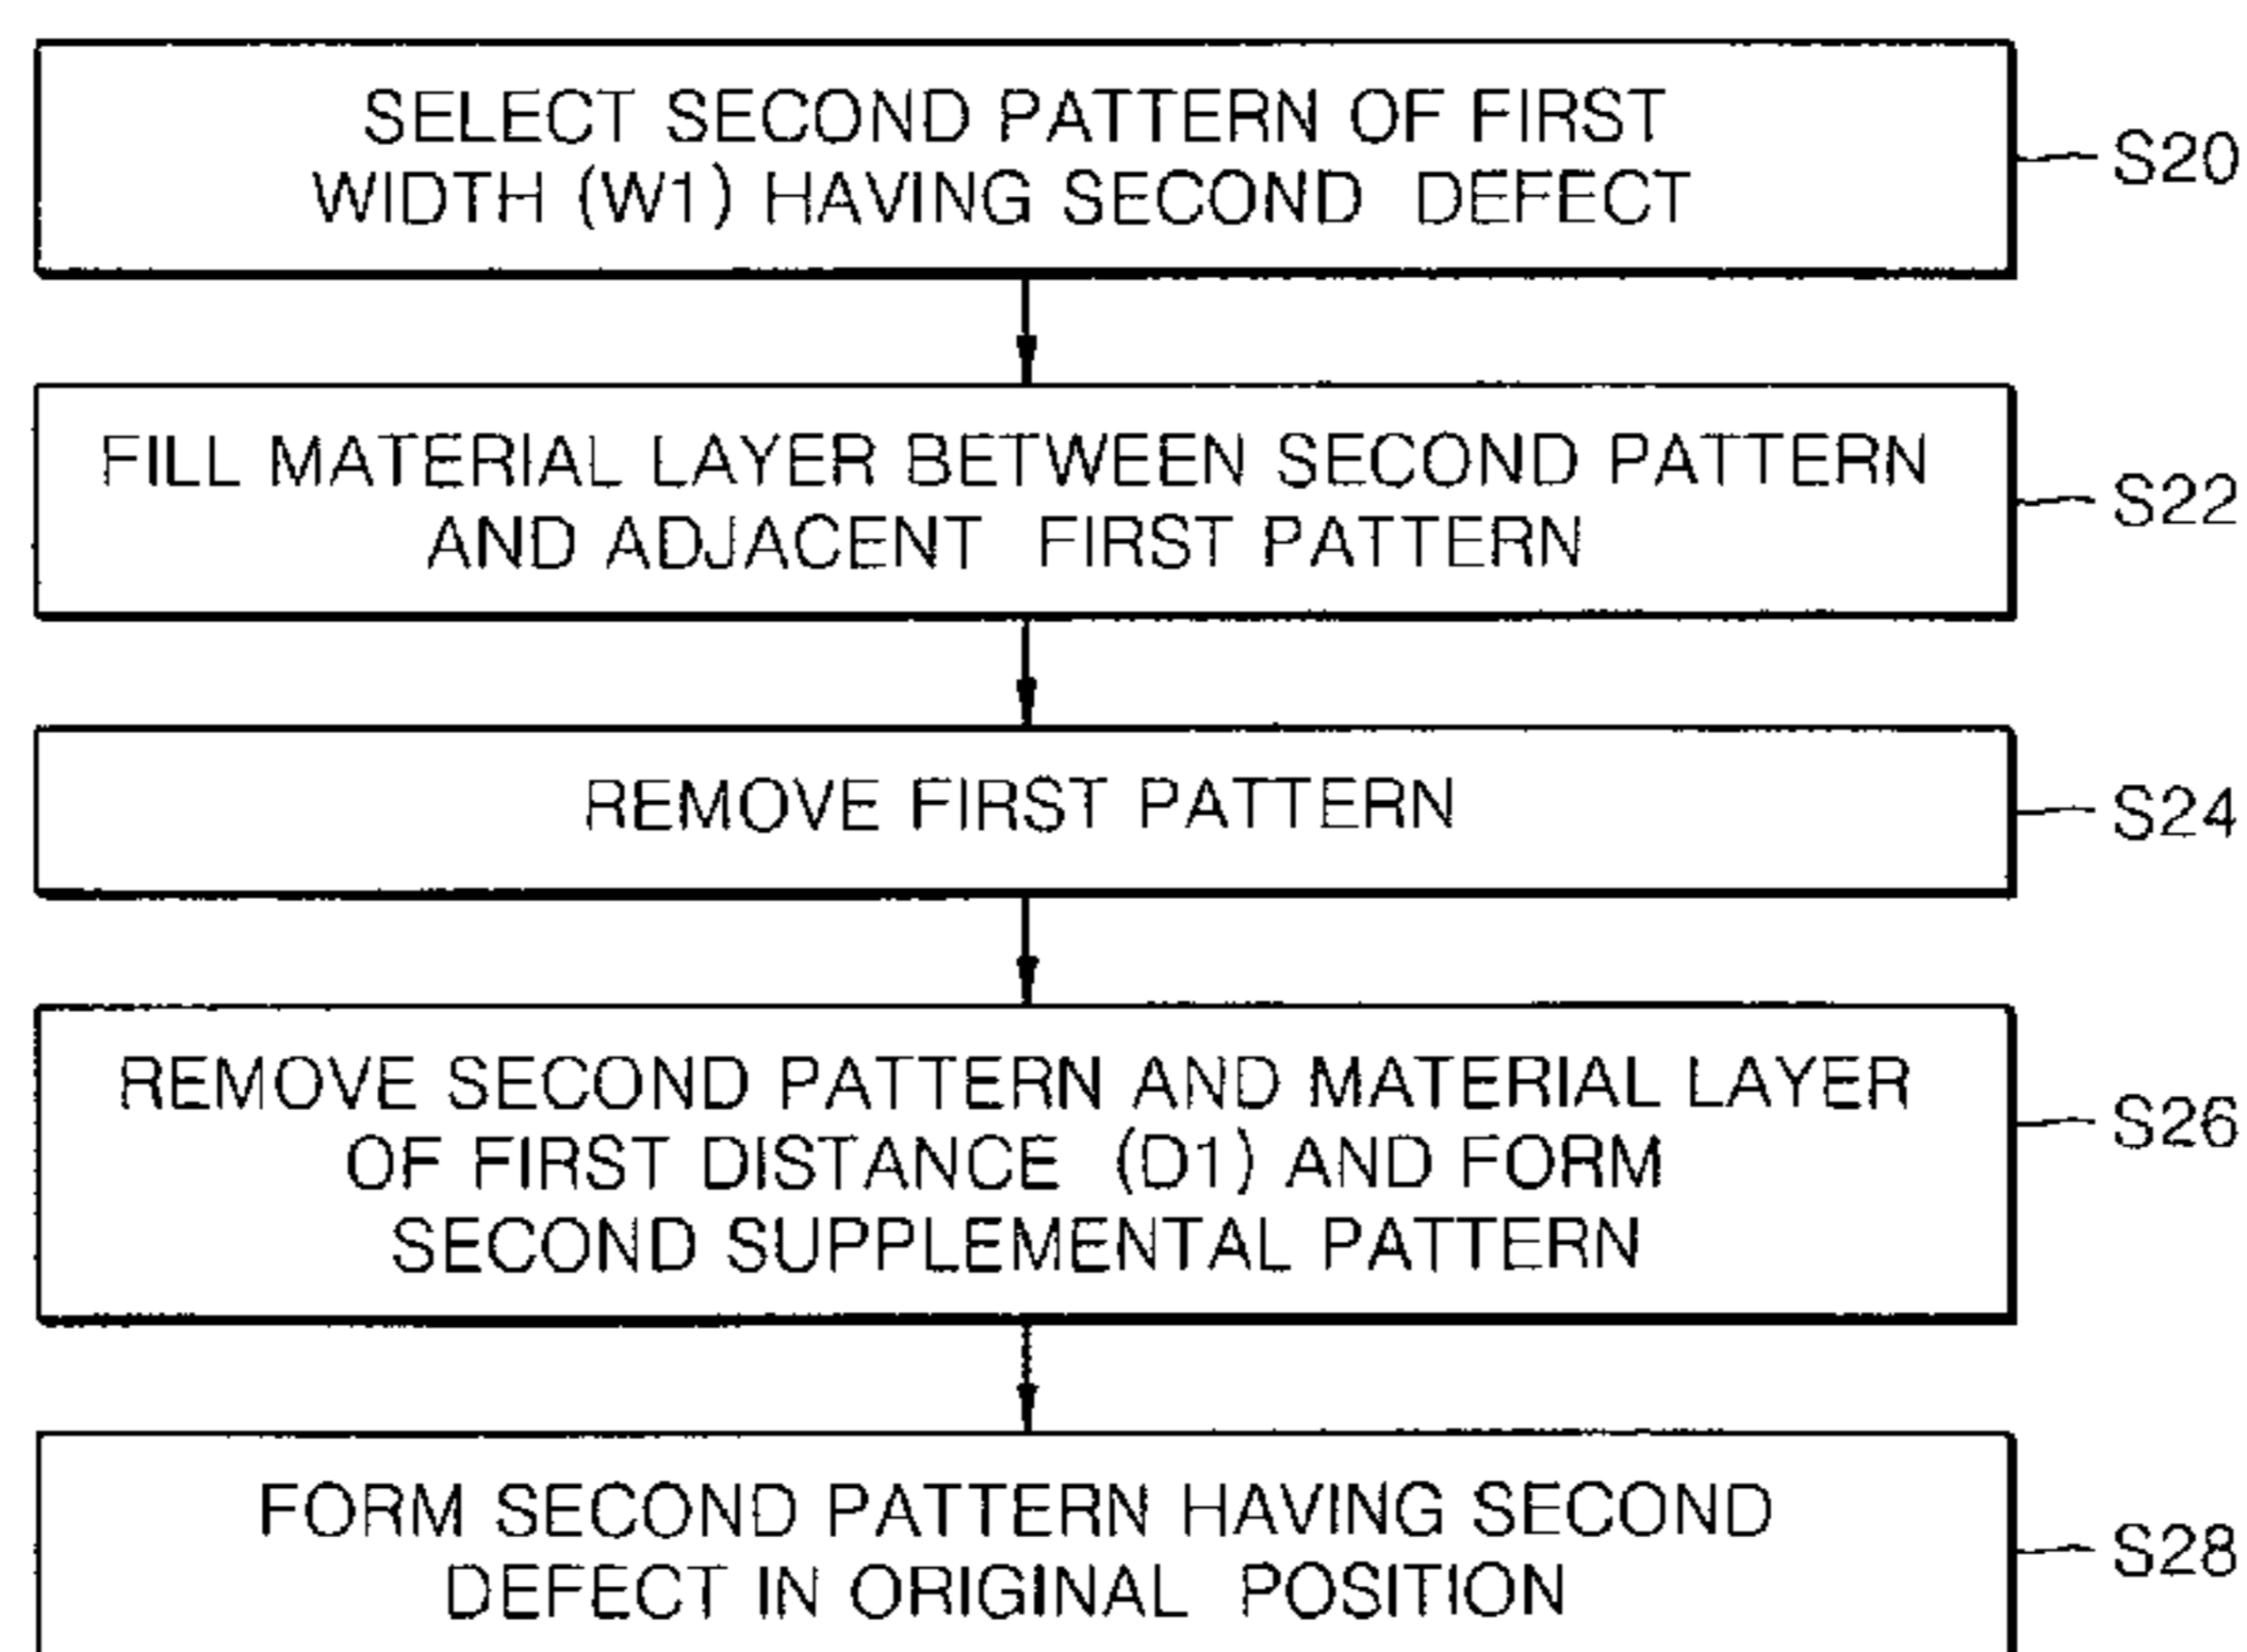 SELECT SECOND PATTERN OF FIRST
WIDTH (W1) HAVING SECOND DEFECT
S20
FILL MATERIAL LAYER BETWEEN SECOND PATTERN
AND ADJACENT FIRST PATTERN
S22
REMOVE FIRST PATTERN
S24
REMOVE SECOND PATTERN AND MATERIAL LAYER
OF FIRST DISTANCE (D1) AND FORM
SECOND SUPPLEMENTAL PATTERN
S26
FORM SECOND PATTERN HAVING SECOND
DEFECT IN ORIGINAL POSITION
S28